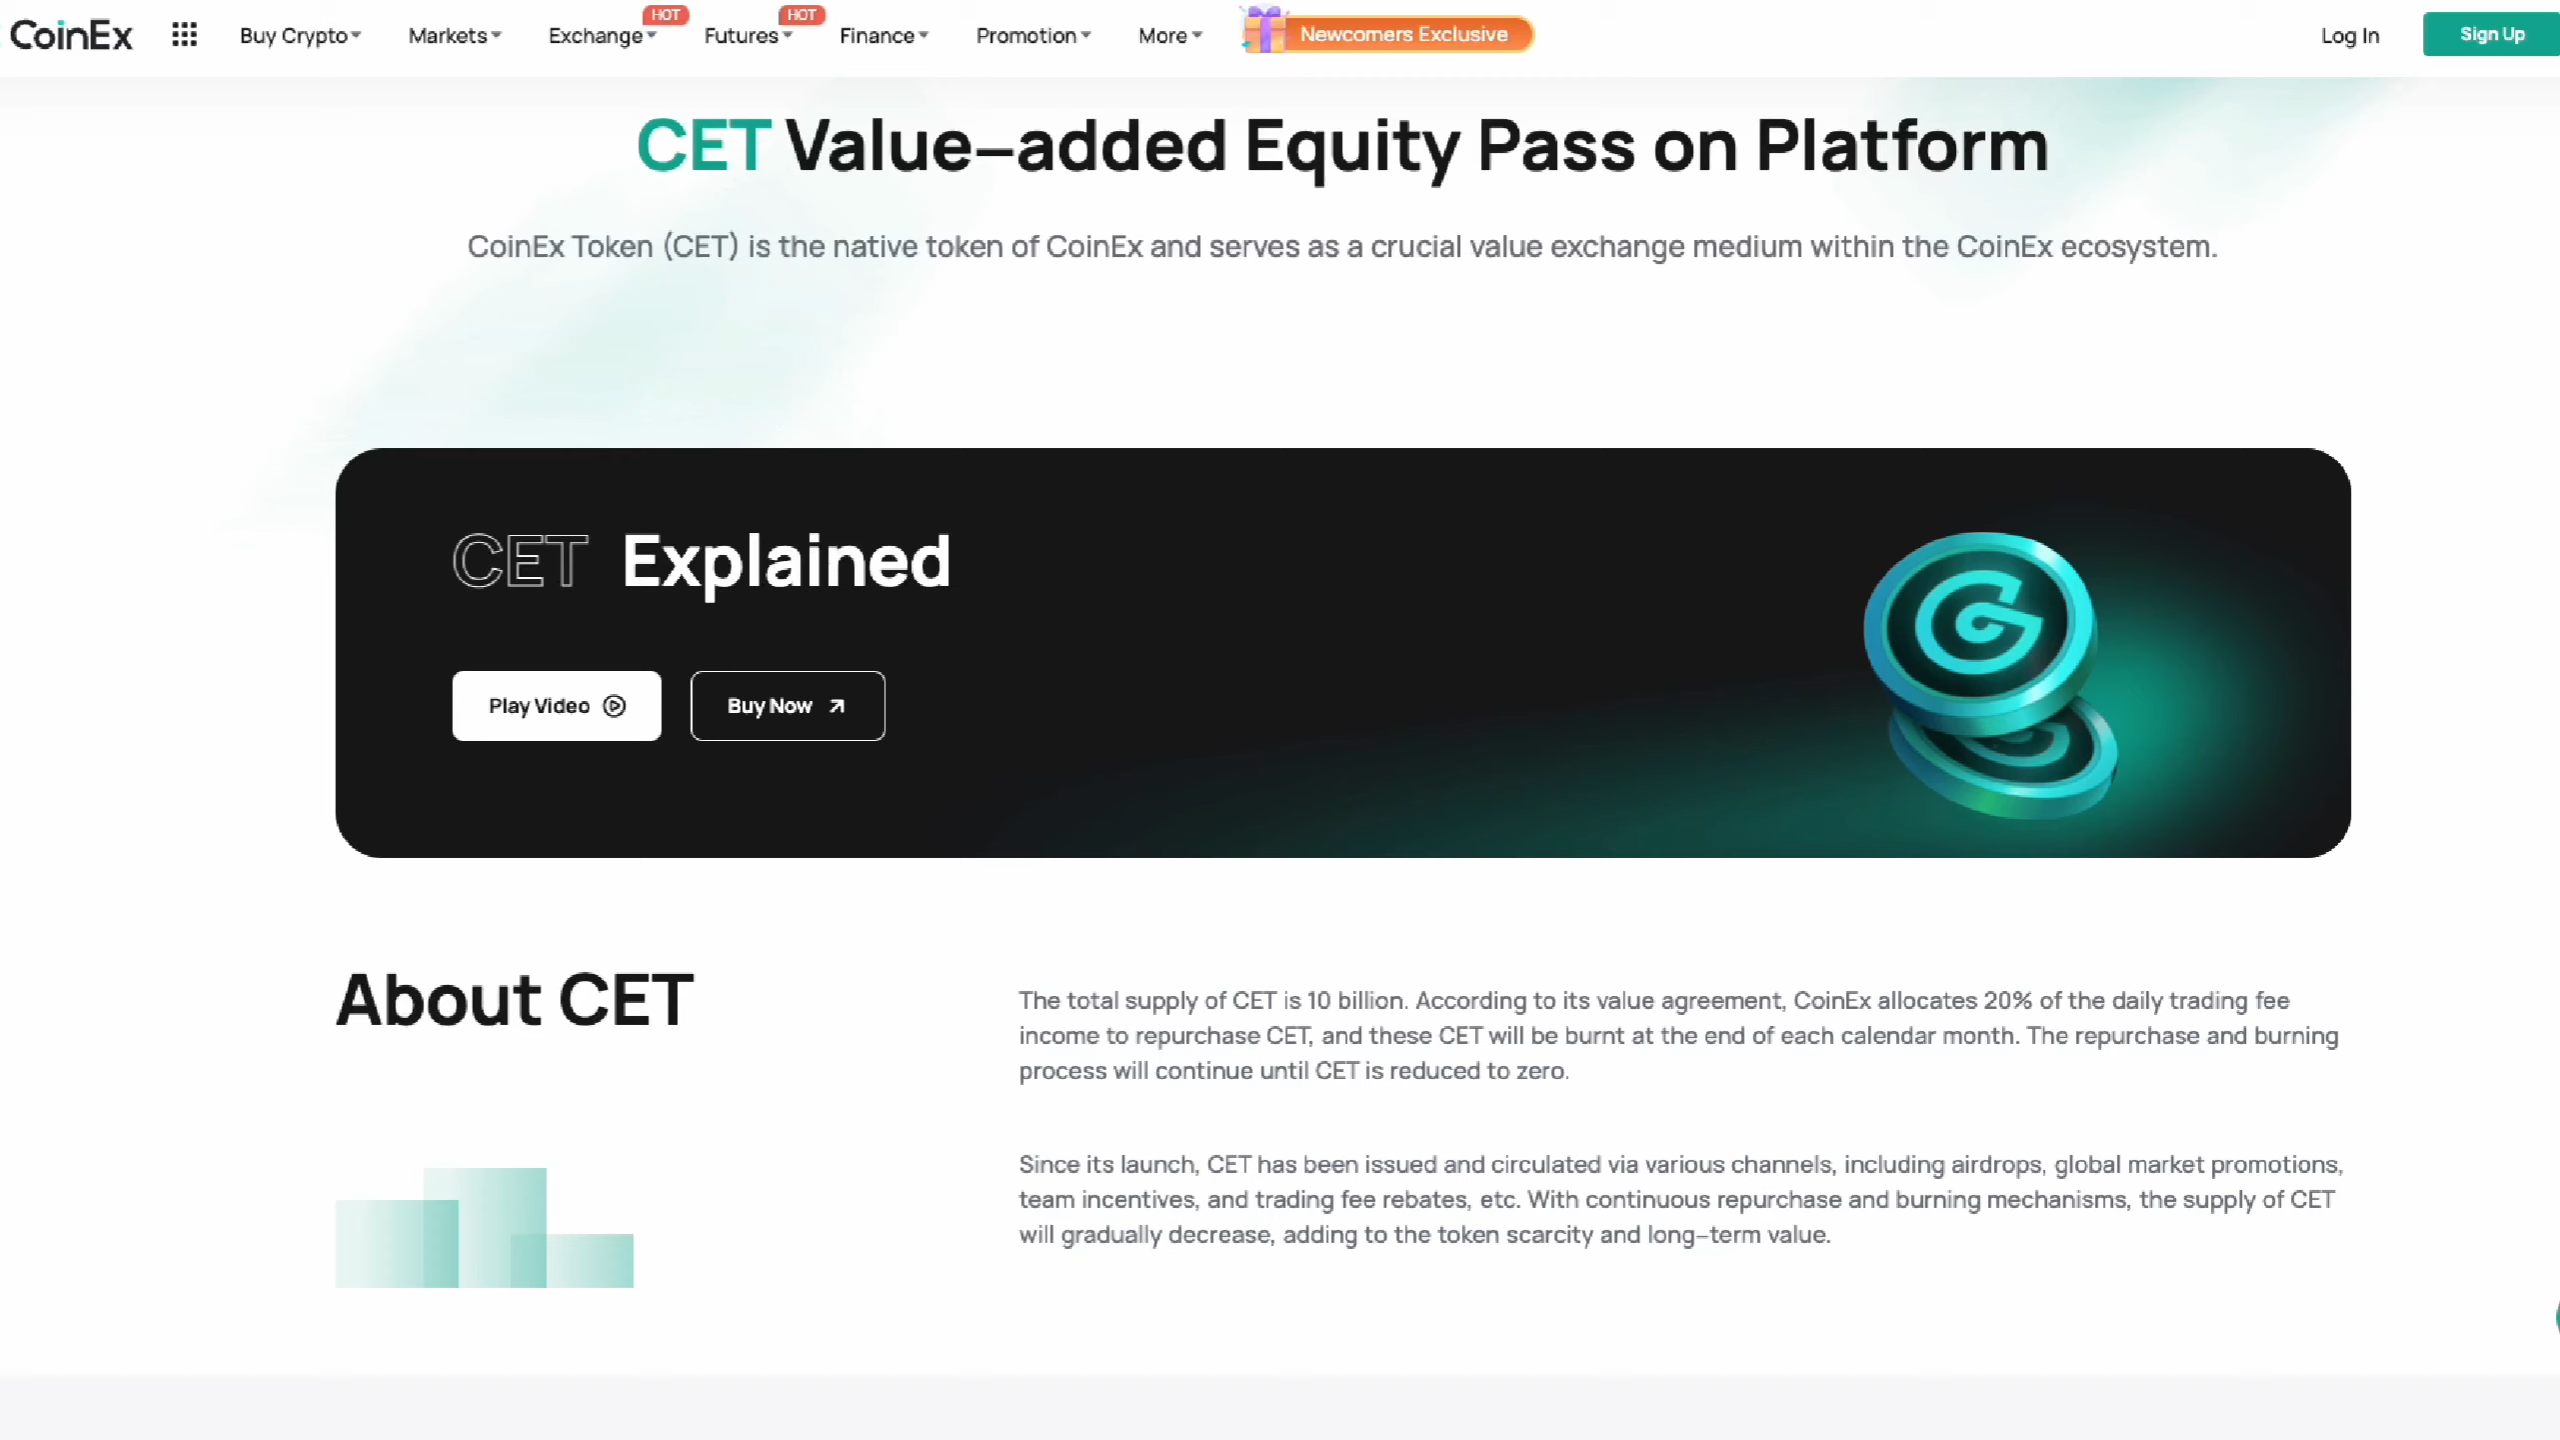 CoinEx
Buy Crypto
Markets
Exchange
HOT
Futures
HOT
Finance
Promotion
More
Newcomers Exclusive
Log In
Sign Up
CET Value–added Equity Pass on Platform
CoinEx Token (CET) is the native token of CoinEx and serves as a crucial value exchange medium within the CoinEx ecosystem.
CET Explained
Play Video
Buy Now
About CET
The total supply of CET is 10 billion. According to its value agreement, CoinEx allocates 20% of the daily trading fee
income to repurchase CET, and these CET will be burnt at the end of each calendar month. The repurchase and burning
process will continue until CET is reduced to zero.
Since its launch, CET has been issued and circulated via various channels, including airdrops, global market promotions,
team incentives, and trading fee rebates, etc. With continuous repurchase and burning mechanisms, the supply of CET
will gradually decrease, adding to the token scarcity and long–term value.